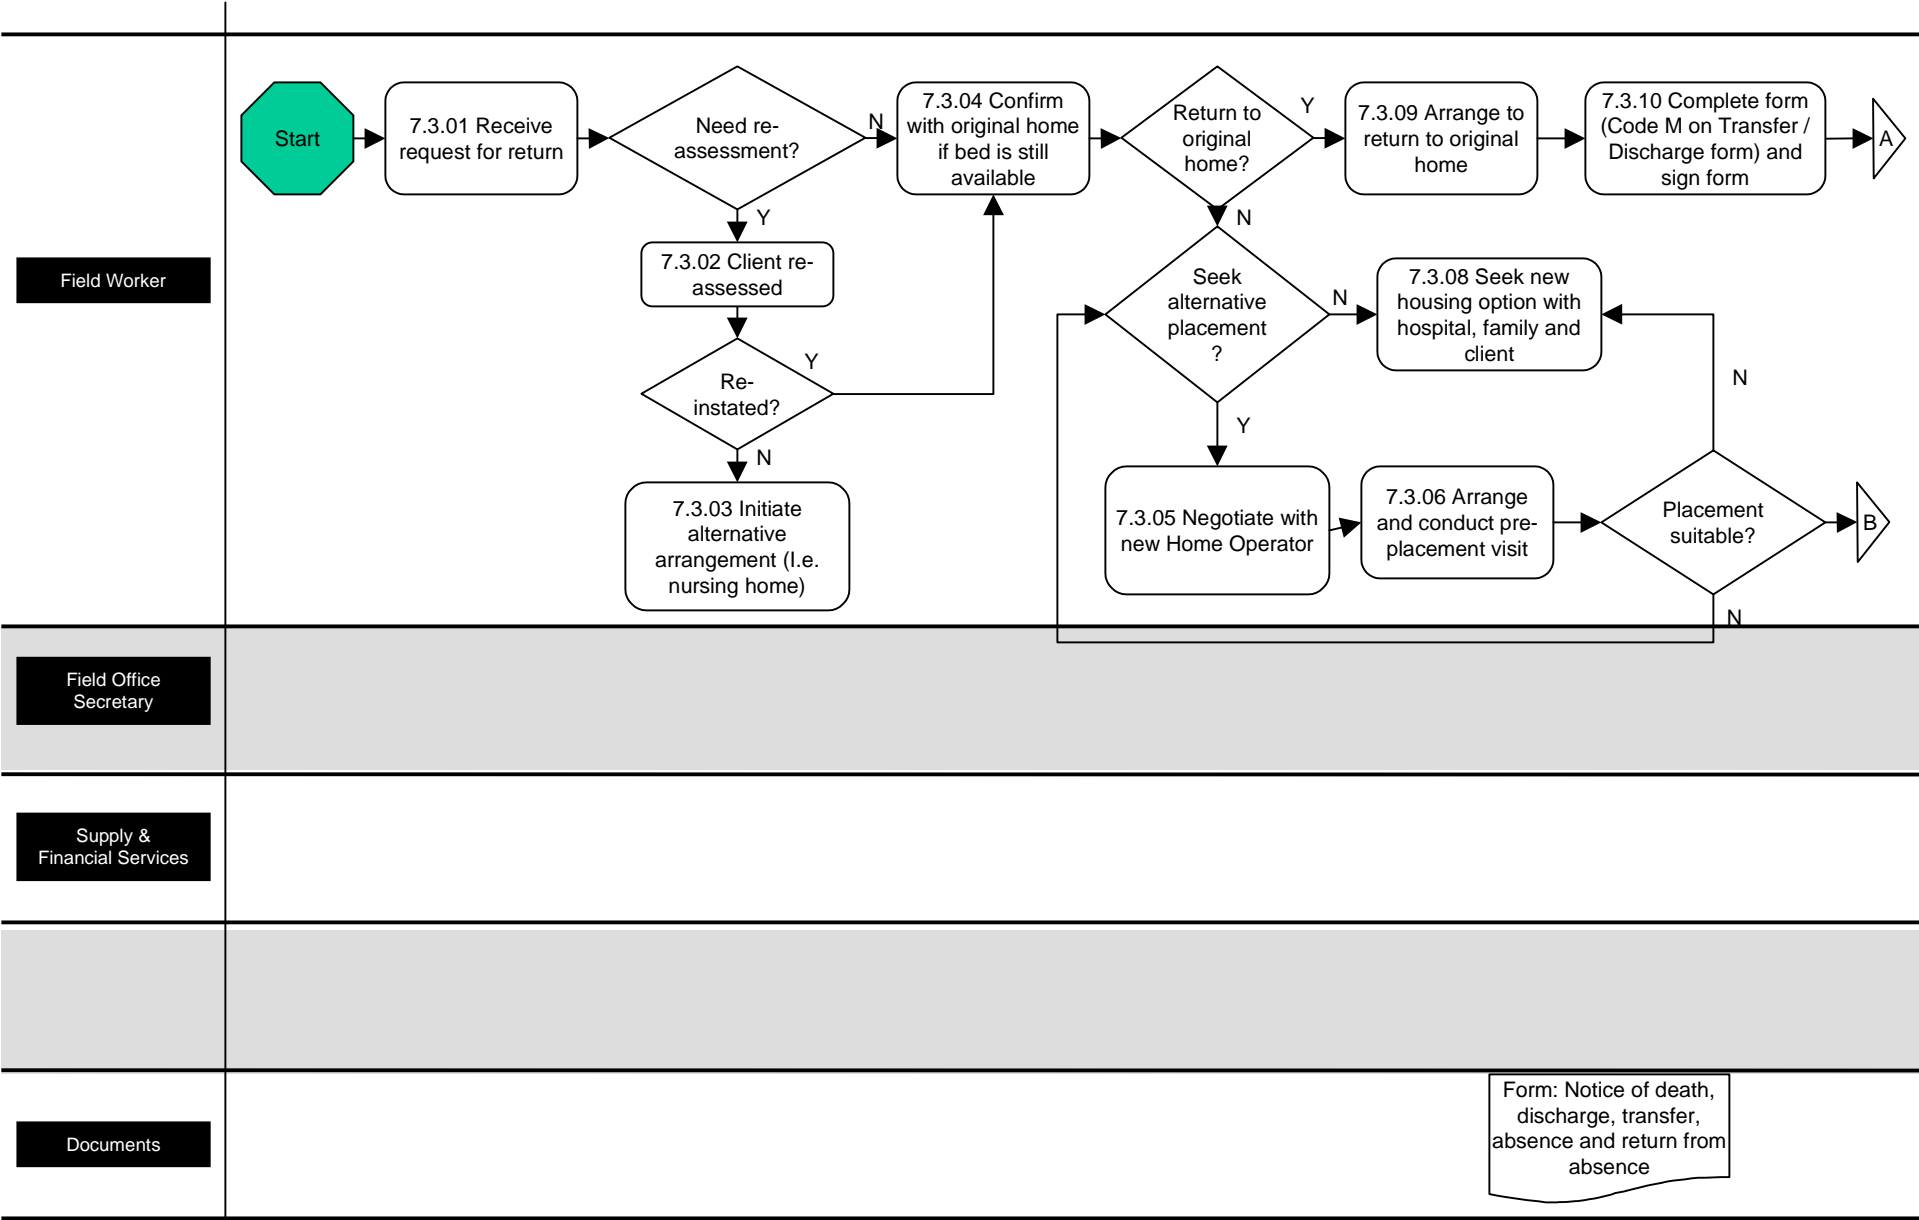 Start
7.3.01 Receive
request for return
Need re-
assessment?
N
7.3.04 Confirm
with original home
if bed is still
available
Return to
original
home?
Y
7.3.09 Arrange to
return to original
home
7.3.10 Complete form
(Code M on Transfer /
Discharge form) and
sign form
A
Y
N
Field Worker
7.3.02 Client re-
assessed
Seek
alternative
placement
?
N
7.3.08 Seek new
housing option with
hospital, family and
client
Re-
instated?
Y
N
N
Y
7.3.03 Initiate
alternative
arrangement (I.e.
nursing home)
7.3.05 Negotiate with
new Home Operator
7.3.06 Arrange
and conduct pre-
placement visit
Placement
suitable?
B
N
Field Office
Secretary
Supply &
Financial Services
Documents
Form: Notice of death,
discharge, transfer,
absence and return from
absence